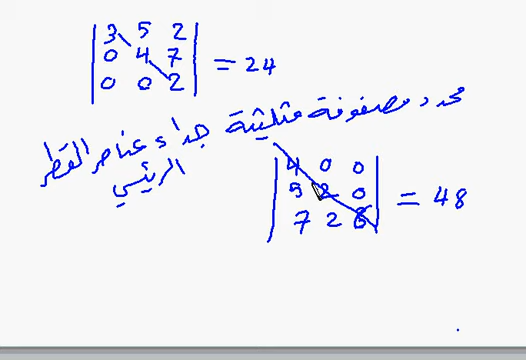 | 3 5 2 |
| 0 4 7 | = 24
| 0 0 2 |
محدد مصفوفة مثلثية جداء عناصر القطر
الرئيسي
| 4 0 0 |
| 5 2 0 | = 48
| 7 2 6 |